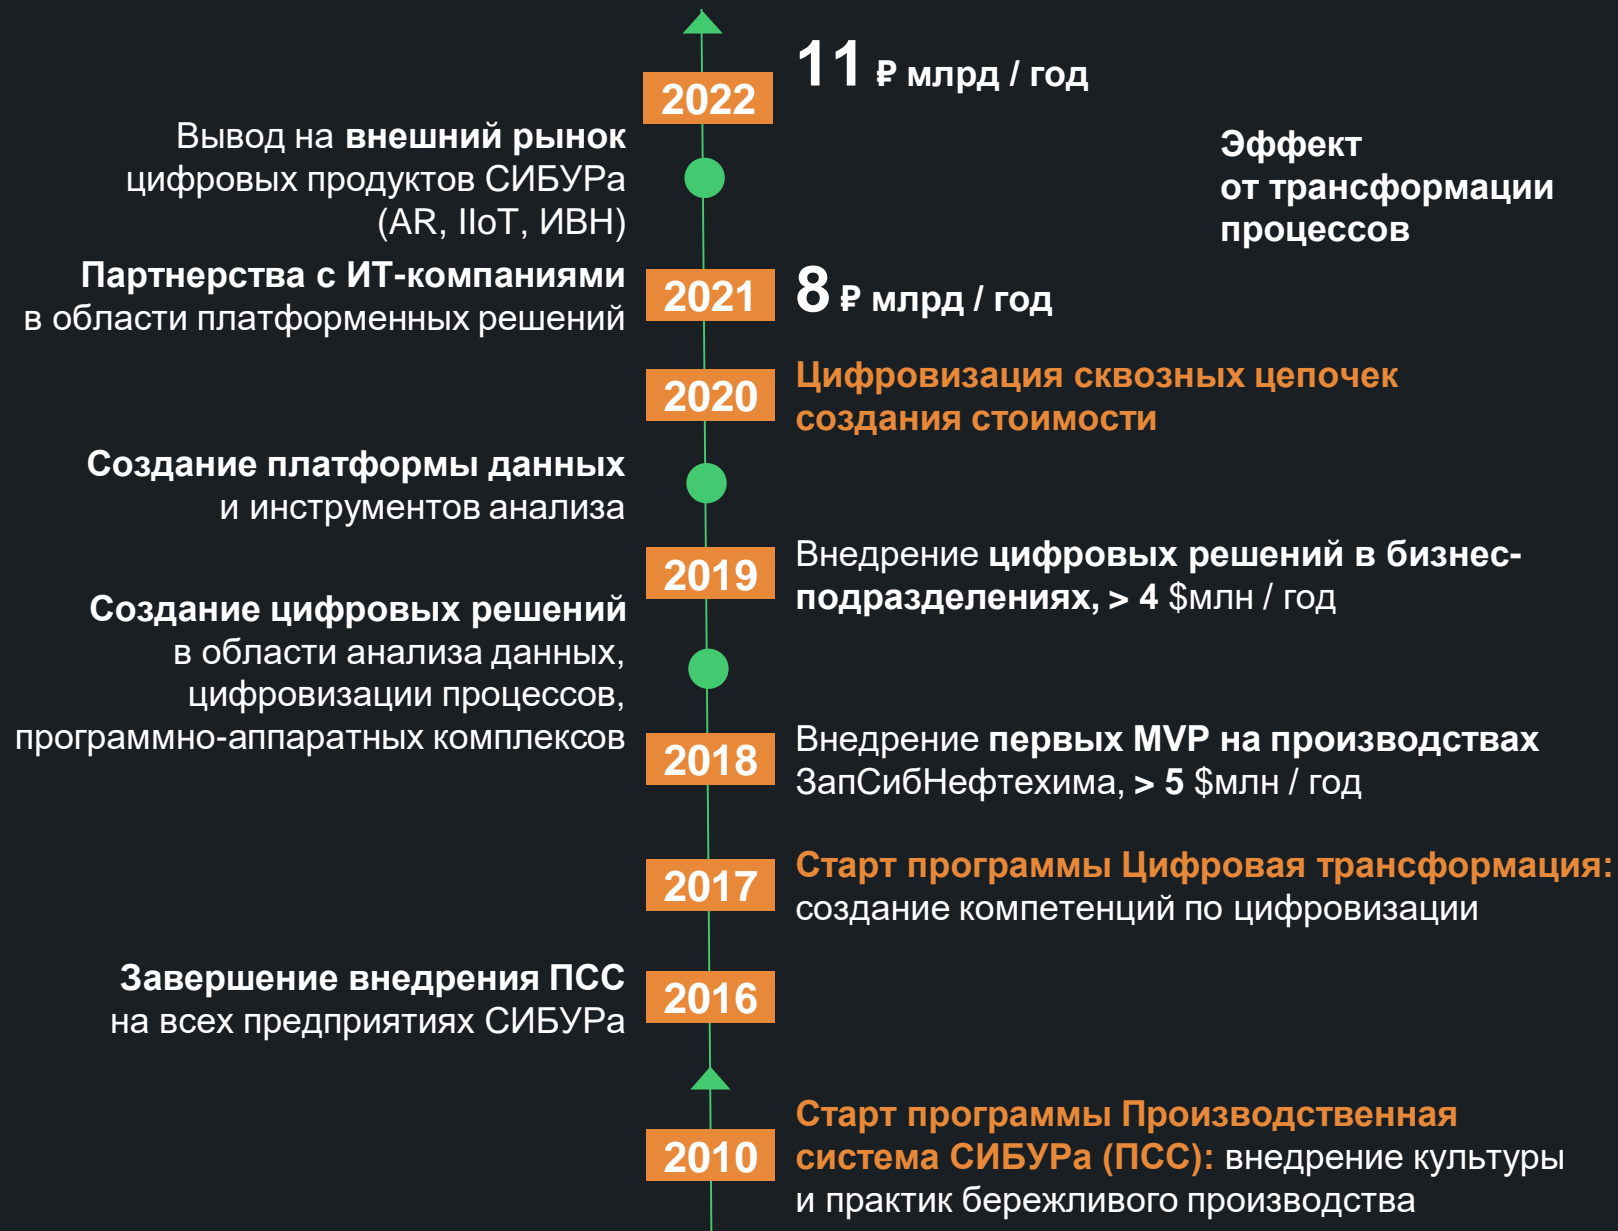 11 ₽ млрд / год
2022
Вывод на внешний рынок
цифровых продуктов СИБУРа
(AR, IIoT, ИВН)
Эффект
от трансформации
процессов
Партнерства с ИТ-компаниями
в области платформенных решений
2021
8 ₽ млрд / год
2020
Цифровизация сквозных цепочек
создания стоимости
Создание платформы данных
и инструментов анализа
2019
Внедрение цифровых решений в бизнес-
подразделениях, > 4 $млн / год
Создание цифровых решений
в области анализа данных,
цифровизации процессов,
программно-аппаратных комплексов
2018
Внедрение первых MVP на производствах
ЗапСибНефтехима, > 5 $млн / год
2017
Старт программы Цифровая трансформация:
создание компетенций по цифровизации
Завершение внедрения ПСС
на всех предприятиях СИБУРа
2016
2010
Старт программы Производственная
система СИБУРа (ПСС): внедрение культуры
и практик бережливого производства